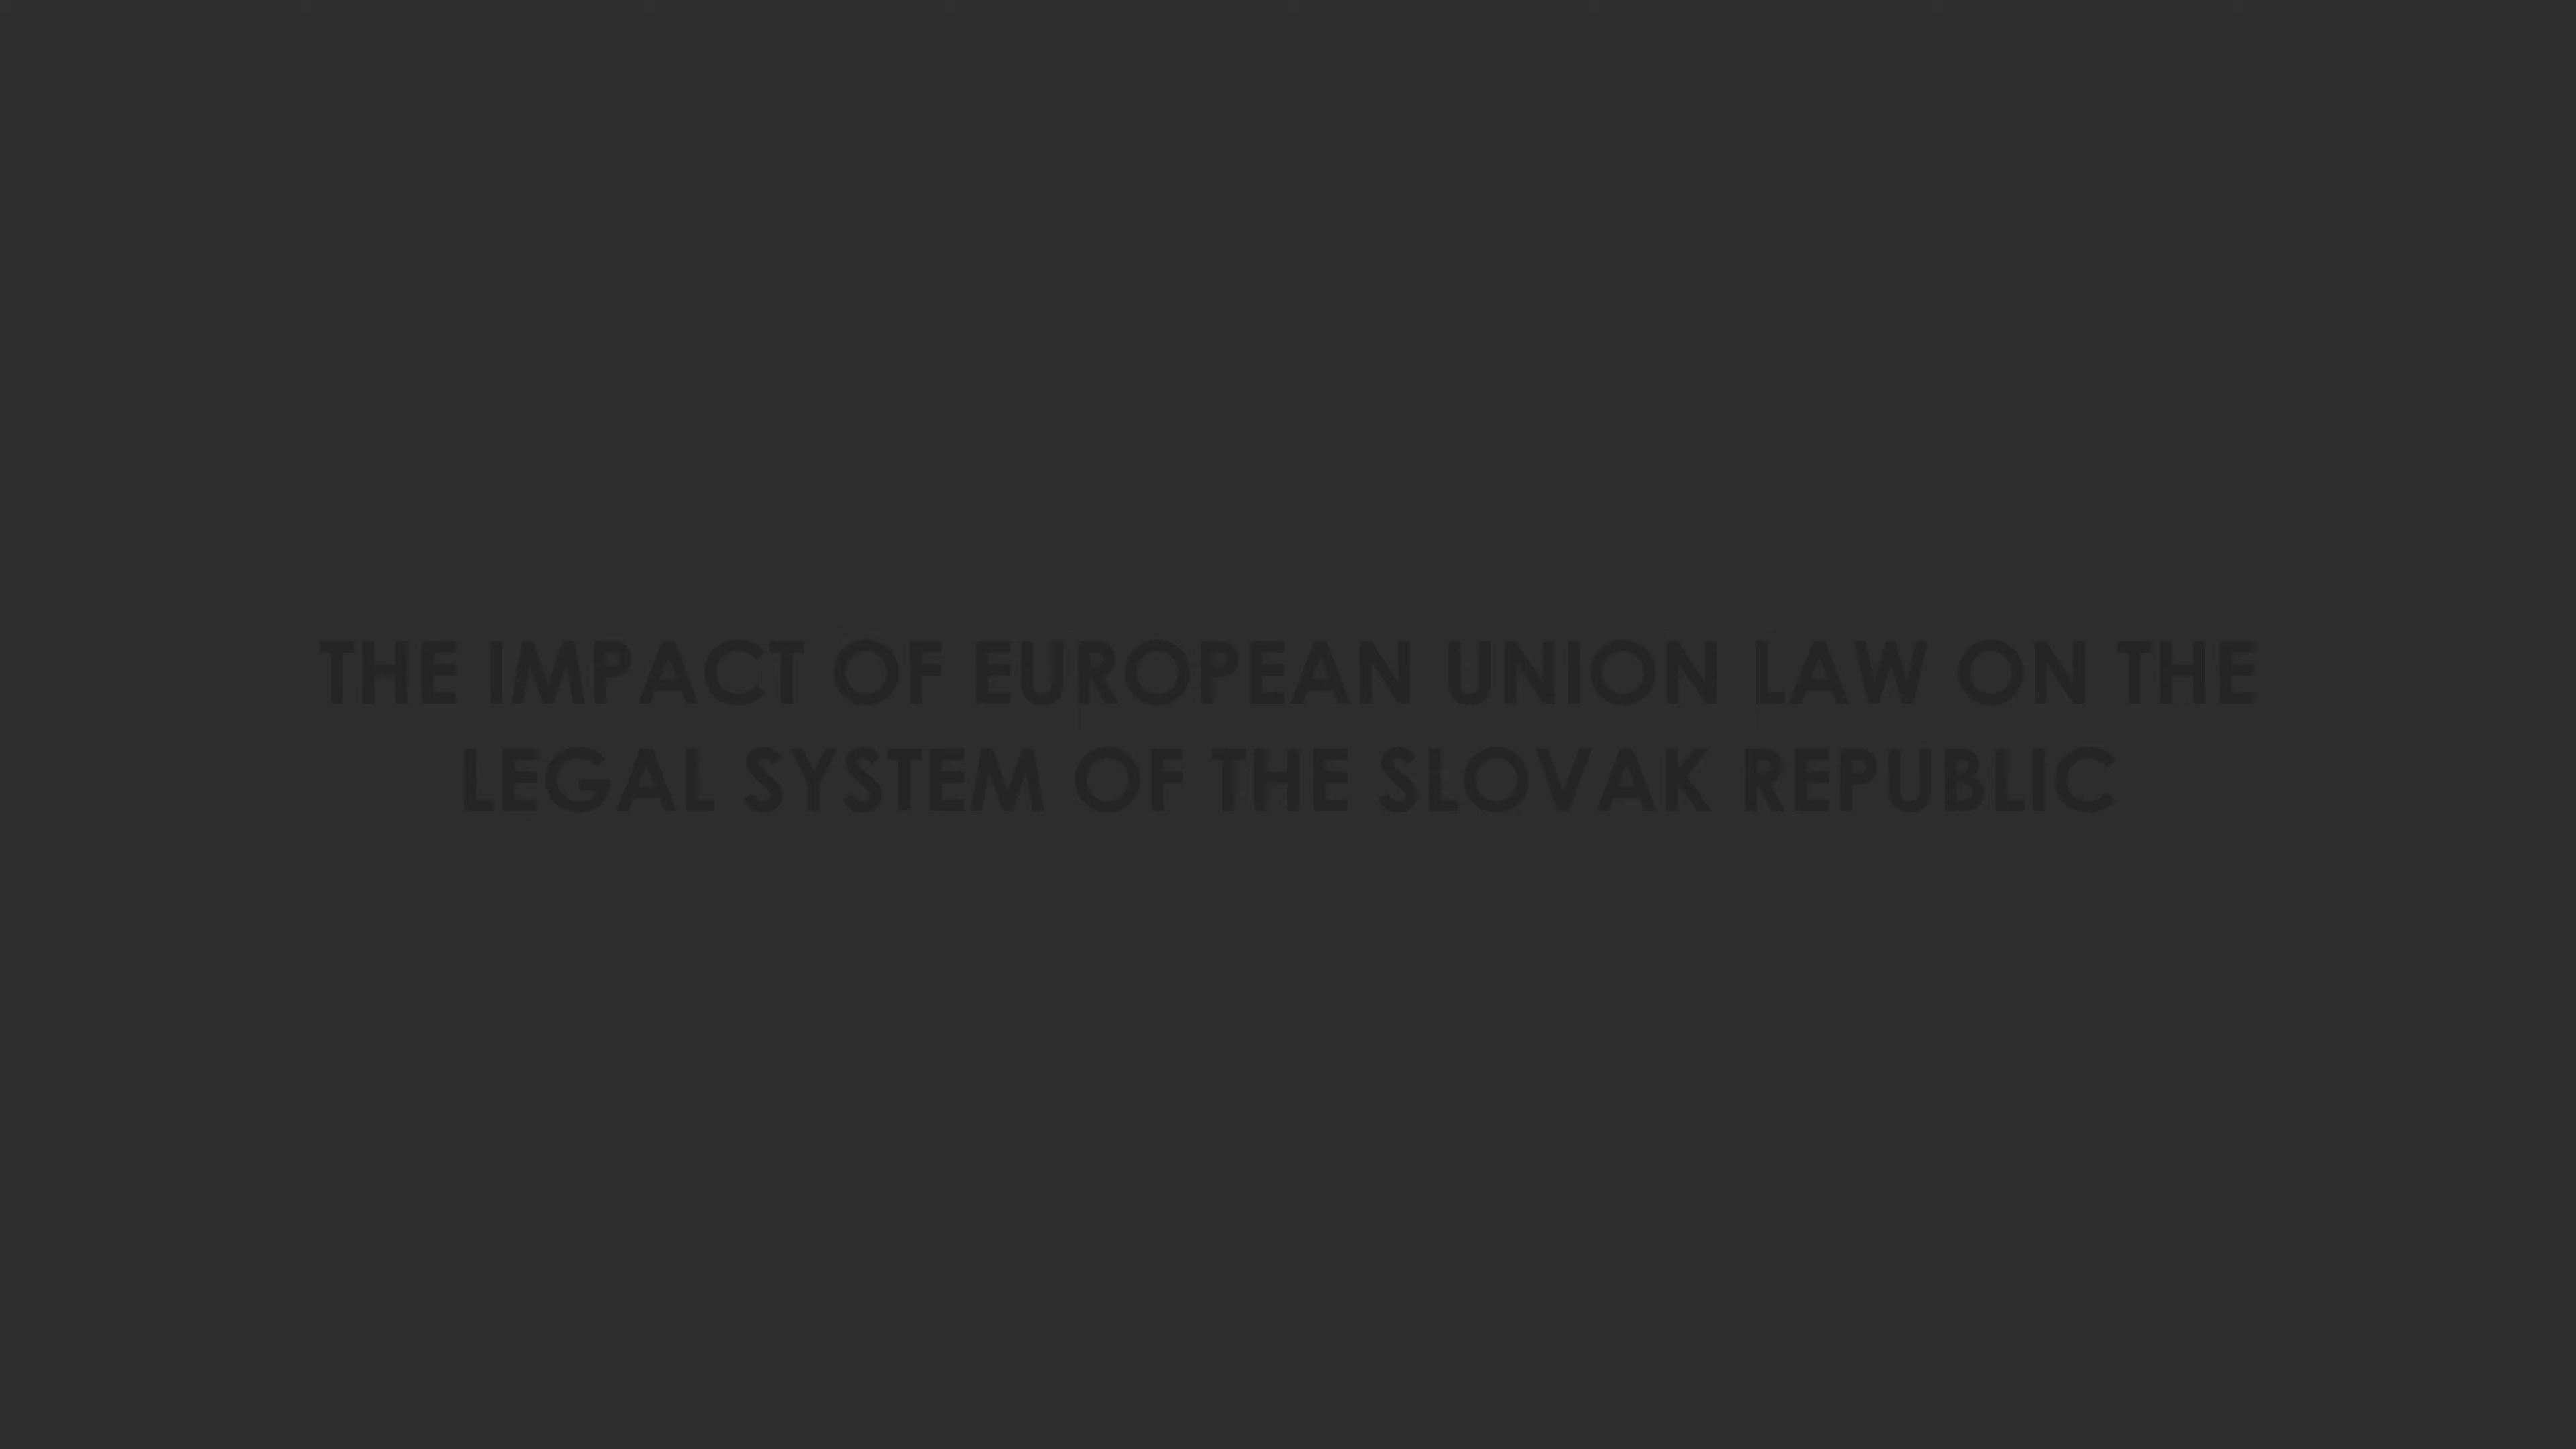 THE IMPACT OF EUROPEAN UNION LAW ON THE
LEGAL SYSTEM OF THE SLOVAK REPUBLIC